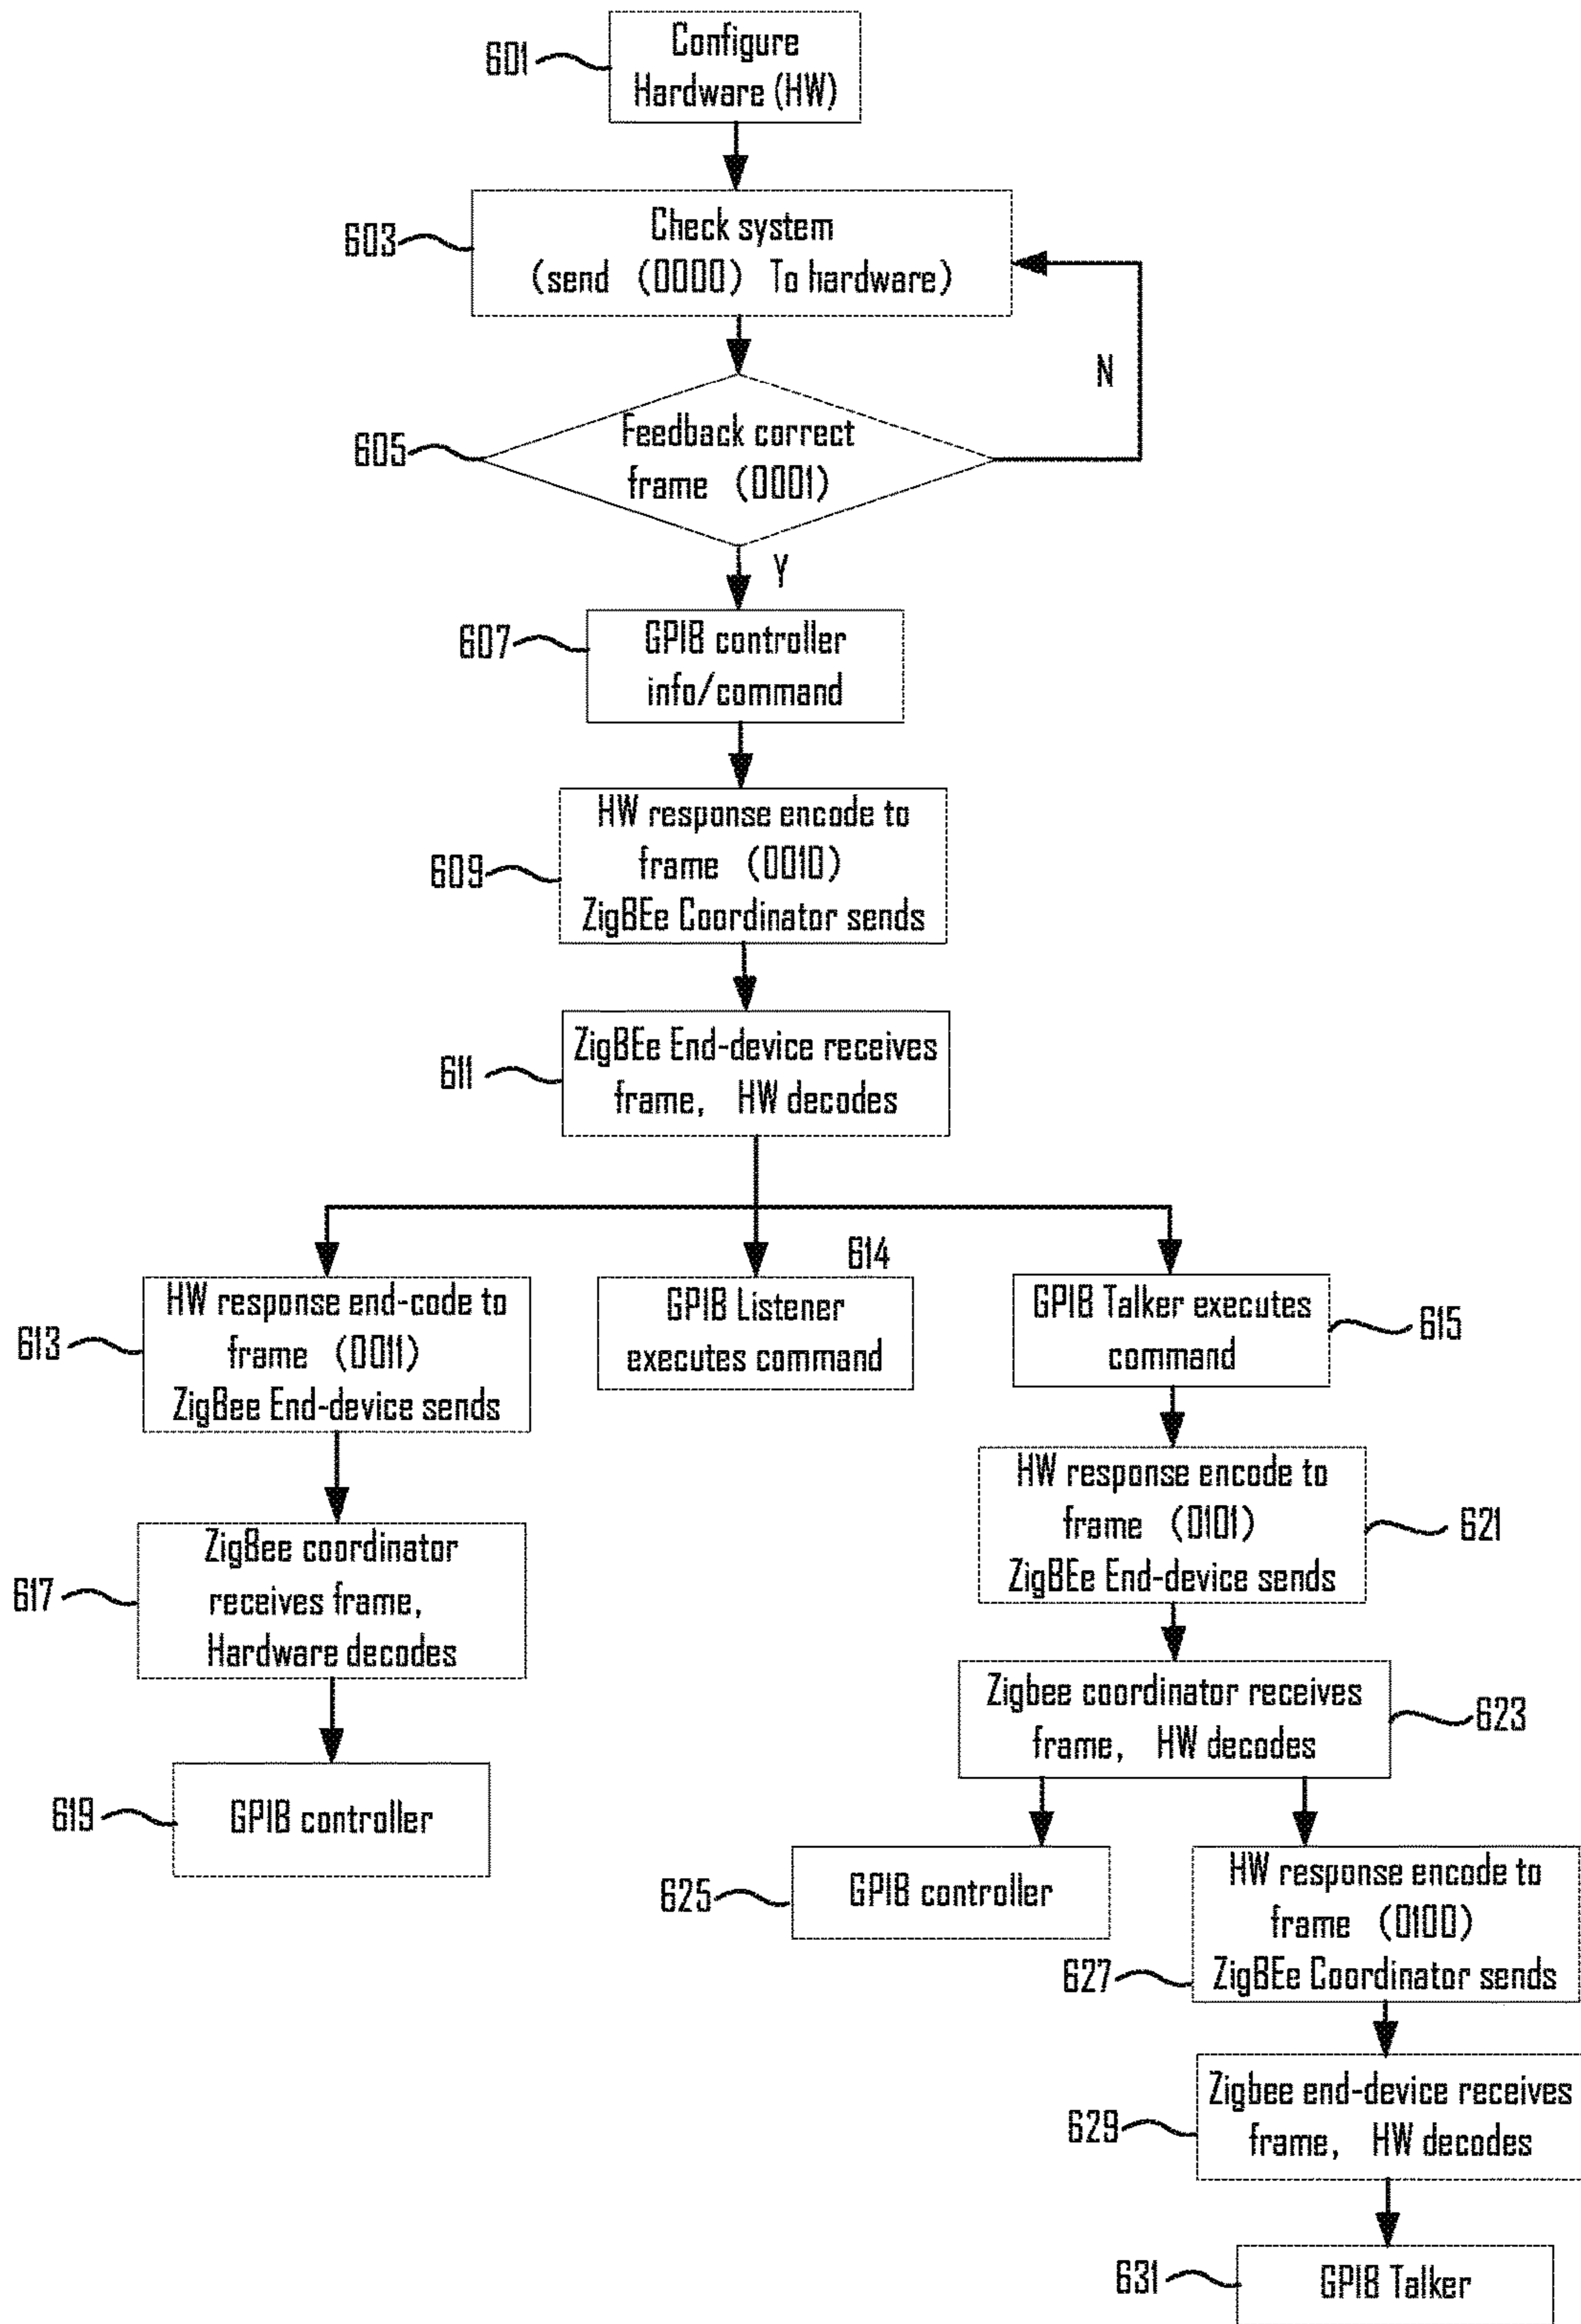 601
Configure
Hardware (HW)
603
Check system
(send (0000) To hardware)
N
605
Feedback correct
frame (0001)
Y
607
GPIB controller
info/command
609
HW response encode to
frame (0010)
ZigBEe Coordinator sends
611
ZigBEe End-device receives
frame, HW decodes
613
HW response end-code to
frame (0011)
ZigBee End-device sends
614
GPIB Listener
executes command
GPIB Talker executes
command
615
HW response encode to
frame (0101)
ZigBEe End-device sends
621
617
ZigBee coordinator
receives frame,
Hardware decodes
Zigbee coordinator receives
frame, HW decodes
623
619
GPIB controller
625
GPIB controller
HW response encode to
frame (0100)
ZigBEe Coordinator sends
627
629
Zigbee end-device receives
frame, HW decodes
631
GPIB Talker